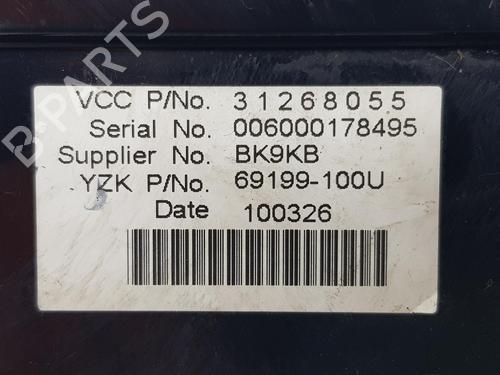 B-PARTS
VCC P/No. 31268055
Serial No. 006000178495
Supplier No. BK9KB
YZK P/No. 69199-100U
Date 100326